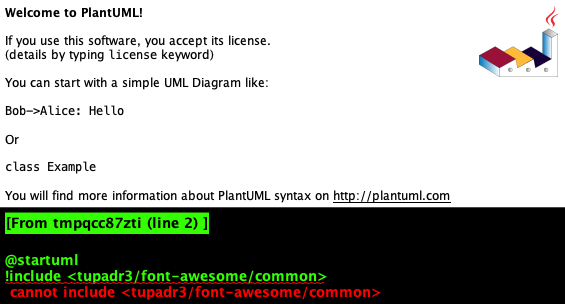 Welcome to PlantUML!
If you use this software, you accept its license.
(details by typing license keyword)
You can start with a simple UML Diagram like:
Bob->Alice: Hello
Or
class Example
You will find more information about PlantUML syntax on http://plantuml.com
[From tmpqcc87zti (line 2) ]
@startuml
!include <tupadr3/font-awesome/common>
cannot include <tupadr3/font-awesome/common>